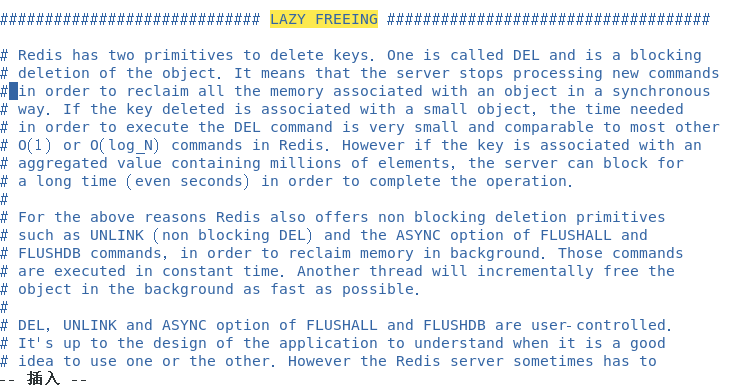 ############################# LAZY FREEING ####################################

# Redis has two primitives to delete keys. One is called DEL and is a blocking
# deletion of the object. It means that the server stops processing new commands
# in order to reclaim all the memory associated with an object in a synchronous
# way. If the key deleted is associated with a small object, the time needed
# in order to execute the DEL command is very small and comparable to most other
# O(1) or O(log_N) commands in Redis. However if the key is associated with an
# aggregated value containing millions of elements, the server can block for
# a long time (even seconds) in order to complete the operation.
#
# For the above reasons Redis also offers non blocking deletion primitives
# such as UNLINK (non blocking DEL) and the ASYNC option of FLUSHALL and
# FLUSHDB commands, in order to reclaim memory in background. Those commands
# are executed in constant time. Another thread will incrementally free the
# object in the background as fast as possible.
#
# DEL, UNLINK and ASYNC option of FLUSHALL and FLUSHDB are user-controlled.
# It's up to the design of the application to understand when it is a good
# idea to use one or the other. However the Redis server sometimes has to
-- 插入 --